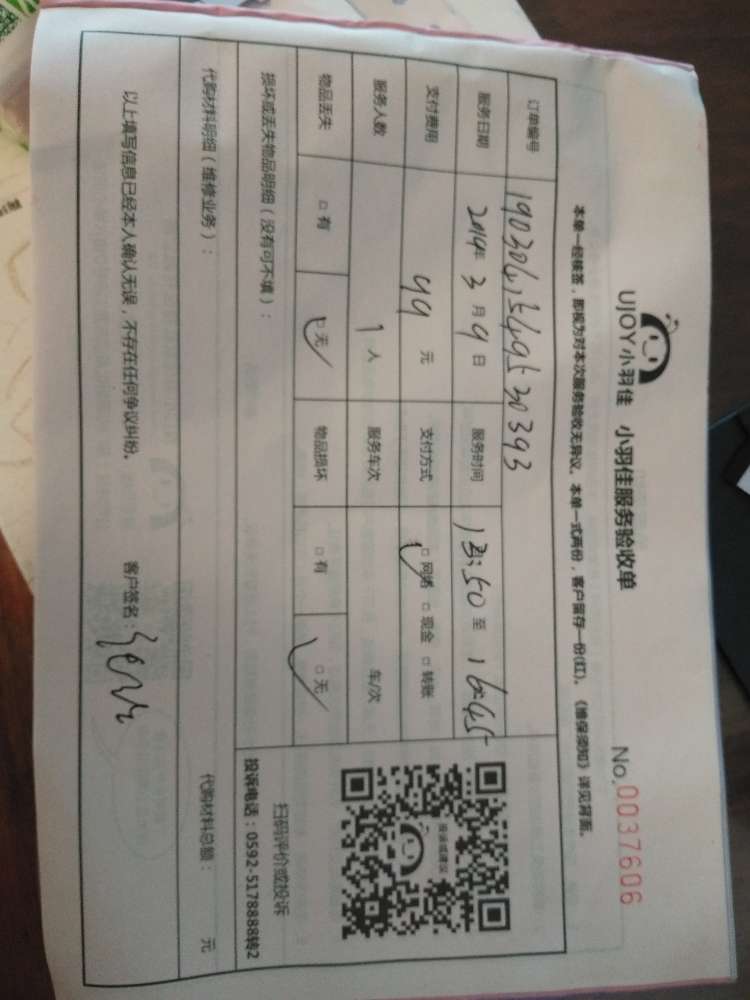 UJOY小羽佳 小羽佳服务验收单 No.0037606
本单一经核签，即视为对本次服务验收无异议。本单一式两份，客户留存一份(红)。《维保须知》详见背面。
订单编号 190304154953
服务日期 2019年3月9日 服务时间 13:50至16:45
支付费用 49元 支付方式 □网络 □现金 □转账
服务人数 1人 服务车次 车/次
物品丢失 □有 □无 物品损坏 □有 □无
投诉或建议
扫码评价或投诉
投诉电话：0592-5178888转2
损坏或丢失物品明细（没有可不填）：
代购材料明细（维修业务）： 代购材料总额： 元
以上填写信息已经本人确认无误，不存在任何争议纠纷。 客户签名：